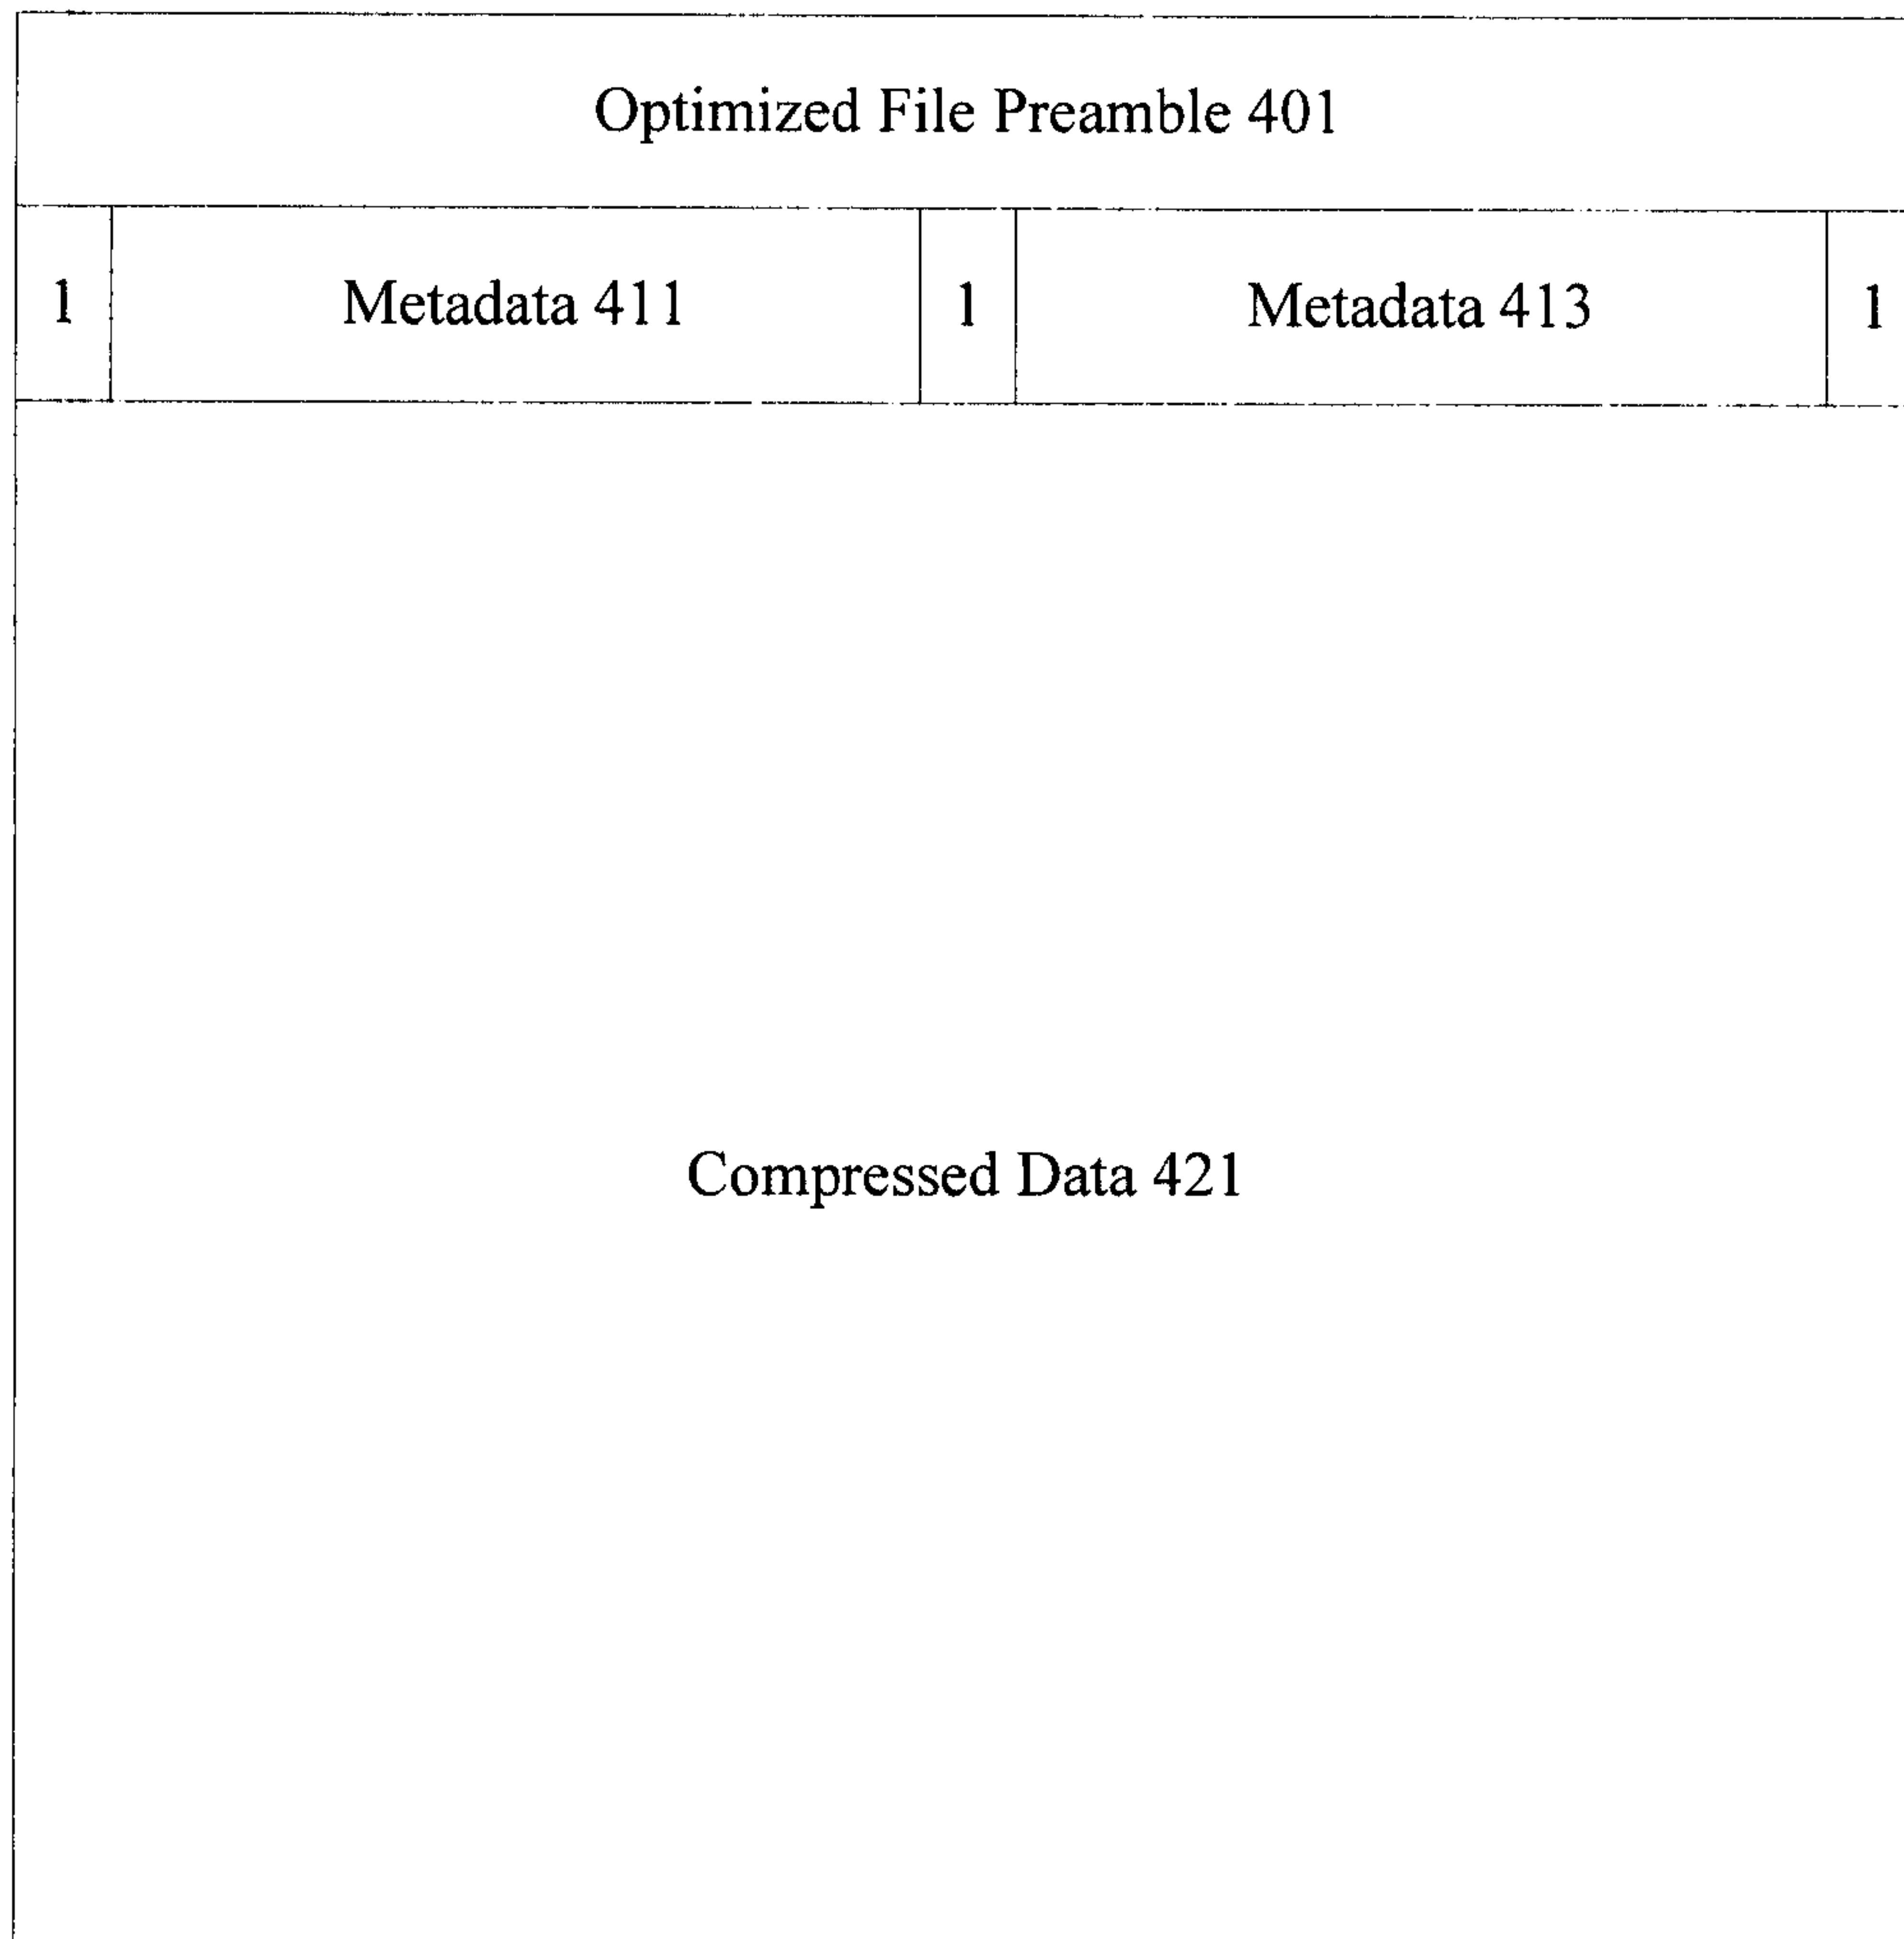 Optimized File Preamble 401
1 Metadata 411 1 Metadata 413 1
Compressed Data 421